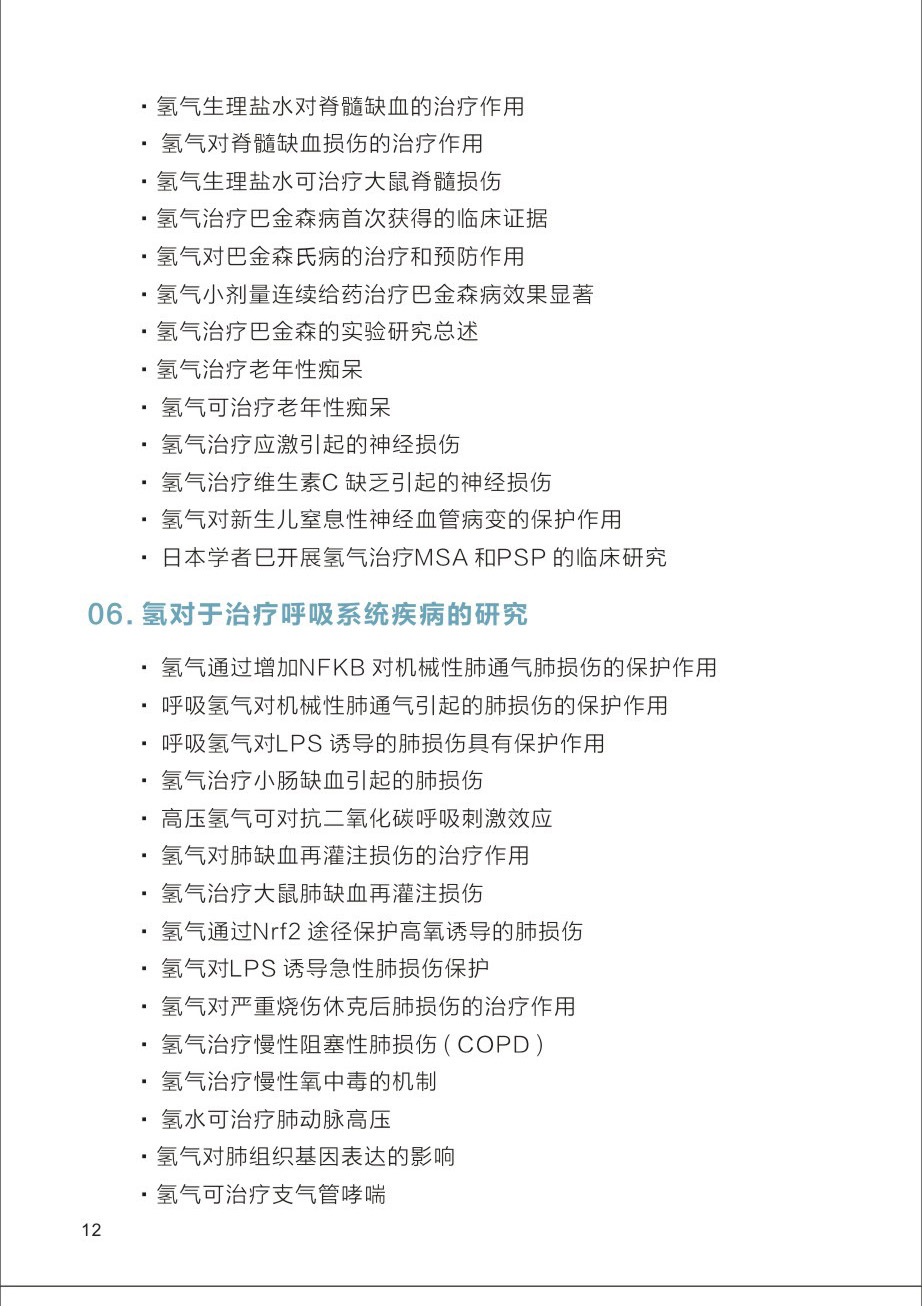 · 氢气生理盐水对脊髓缺血的治疗作用
· 氢气对脊髓缺血损伤的治疗作用
· 氢气生理盐水可治疗大鼠脊髓损伤
· 氢气治疗巴金森病首次获得的临床证据
· 氢气对巴金森氏病的治疗和预防作用
· 氢气小剂量连续给药治疗巴金森病效果显著
· 氢气治疗巴金森的实验研究总述
· 氢气治疗老年性痴呆
· 氢气可治疗老年性痴呆
· 氢气治疗应激引起的神经损伤
· 氢气治疗维生素C 缺乏引起的神经损伤
· 氢气对新生儿窒息性神经血管病变的保护作用
· 日本学者巳开展氢气治疗MSA 和PSP 的临床研究
06. 氢对于治疗呼吸系统疾病的研究
· 氢气通过增加NFKB 对机械性肺通气肺损伤的保护作用
· 呼吸氢气对机械性肺通气引起的肺损伤的保护作用
· 呼吸氢气对LPS 诱导的肺损伤具有保护作用
· 氢气治疗小肠缺血引起的肺损伤
· 高压氢气可对抗二氧化碳呼吸刺激效应
· 氢气对肺缺血再灌注损伤的治疗作用
· 氢气治疗大鼠肺缺血再灌注损伤
· 氢气通过Nrf2 途径保护高氧诱导的肺损伤
· 氢气对LPS 诱导急性肺损伤保护
· 氢气对严重烧伤休克后肺损伤的治疗作用
· 氢气治疗慢性阻塞性肺损伤 ( COPD )
· 氢气治疗慢性氧中毒的机制
· 氢水可治疗肺动脉高压
· 氢气对肺组织基因表达的影响
· 氢气可治疗支气管哮喘
12